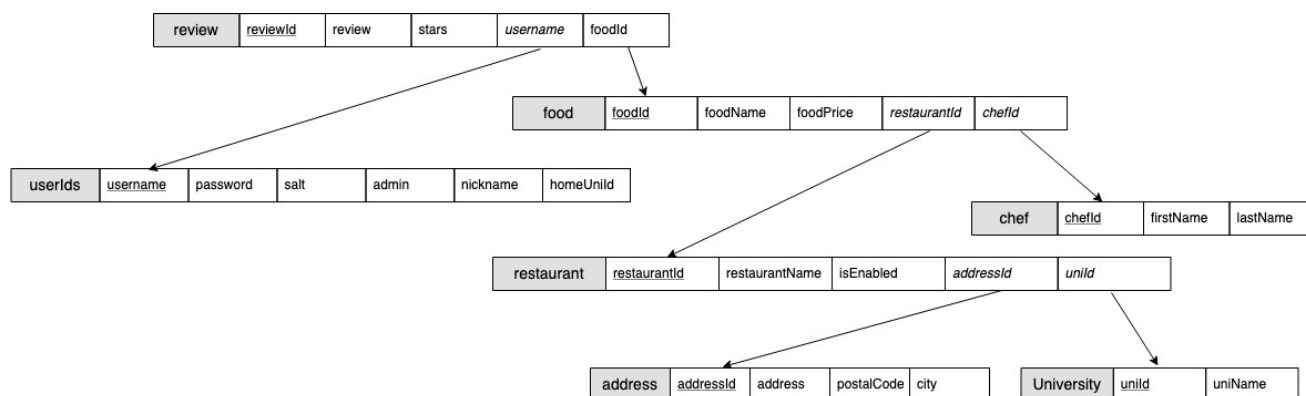 review reviewId review stars username foodId
food foodId foodName foodPrice restaurantId chefId
userIds username password salt admin nickname homeUniId
chef chefId firstName lastName
restaurant restaurantId restaurantName isEnabled addressId uniId
address addressId address postalCode city
University uniId uniName